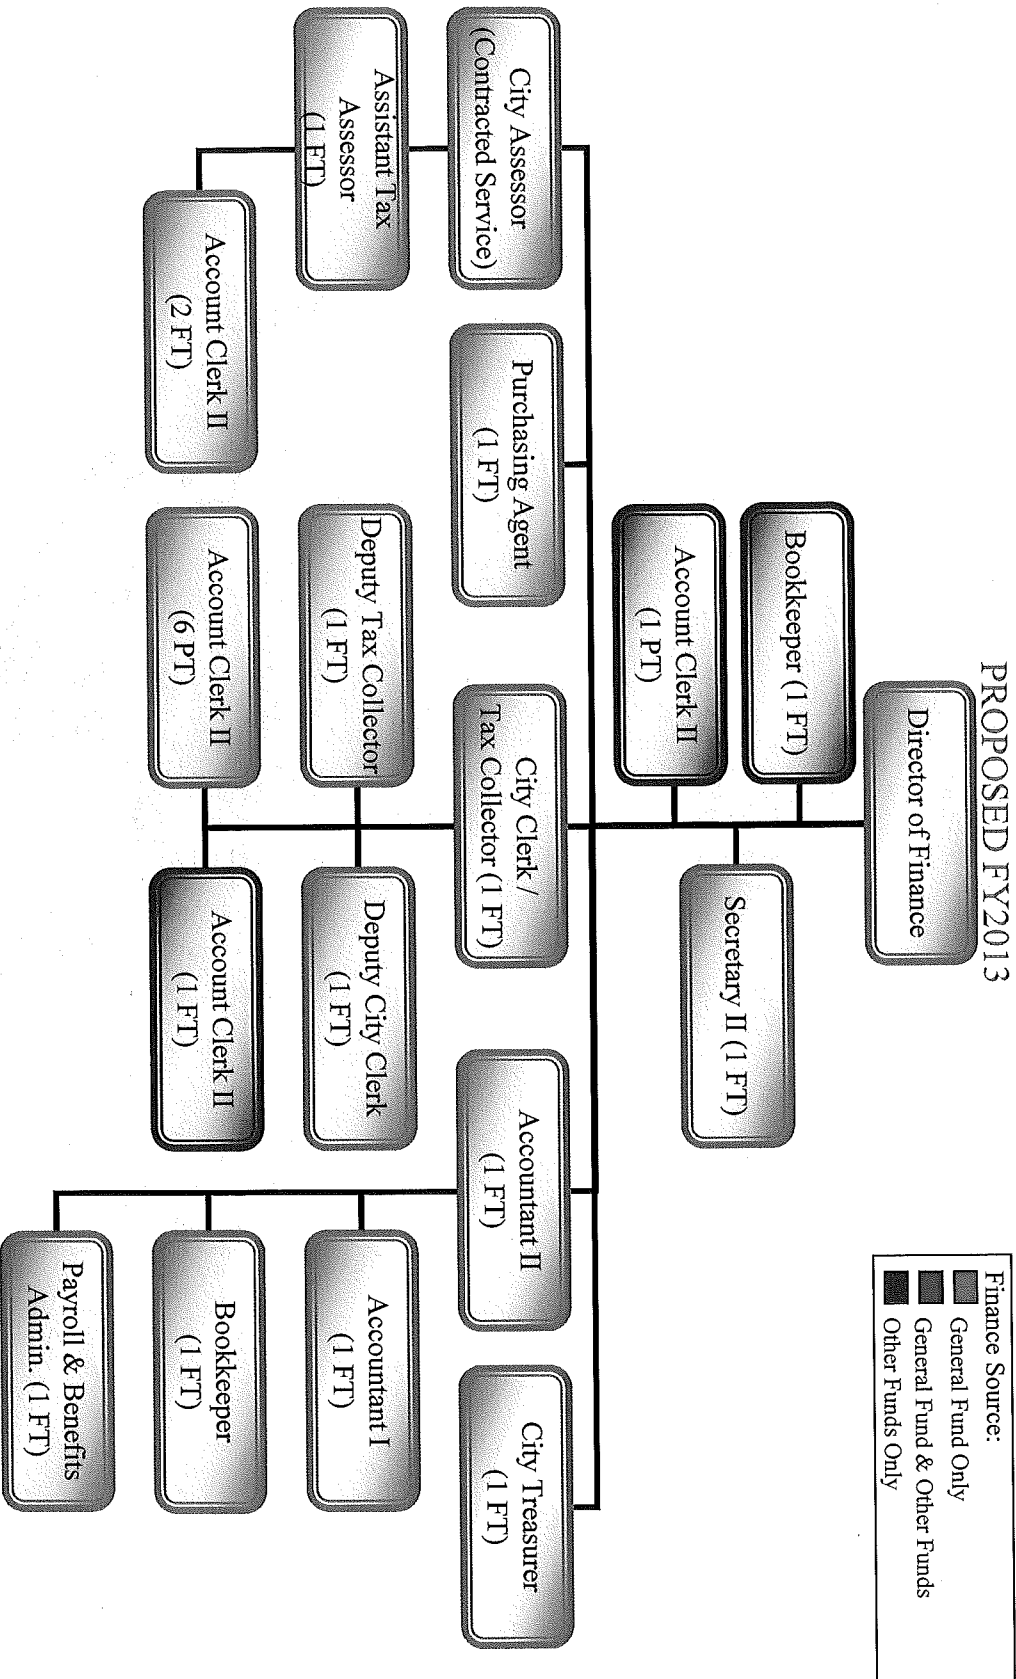 PROPOSED FY2013
Finance Source:
General Fund Only
General Fund & Other Funds
Other Funds Only
Director of Finance
Bookkeeper (1 FT)
Secretary II (1 FT)
Account Clerk II
(1 PT)
City Assessor
(Contracted Service)
Purchasing Agent
(1 FT)
City Clerk /
Tax Collector (1 FT)
Accountant II
(1 FT)
City Treasurer
(1 FT)
Assistant Tax
Assessor
(1 FT)
Deputy Tax Collector
(1 FT)
Deputy City Clerk
(1 FT)
Accountant I
(1 FT)
Account Clerk II
(2 FT)
Account Clerk II
(6 PT)
Account Clerk II
(1 FT)
Bookkeeper
(1 FT)
Payroll & Benefits
Admin. (1 FT)